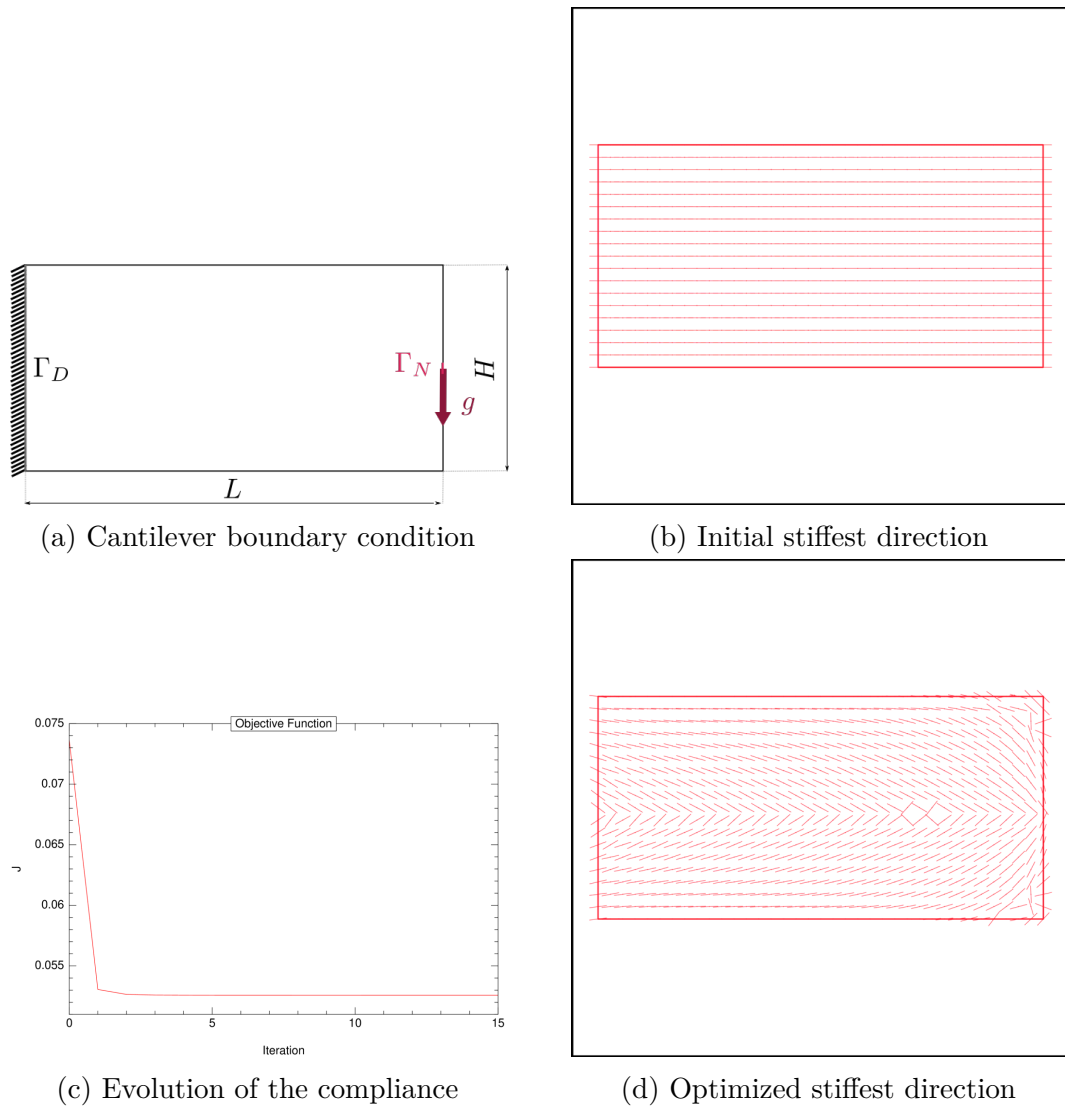 Γ_D
Γ_N
g
H
L
(a) Cantilever boundary condition
(b) Initial stiffest direction
Objective Function
0.075
0.07
0.065
0.06
0.055
J
0
5
10
15
Iteration
(c) Evolution of the compliance
(d) Optimized stiffest direction